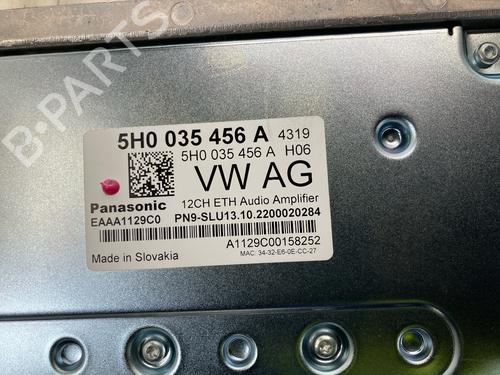 B-PARTS
5H0 035 456 A 4319
5H0 035 456 A H06
VW AG
Panasonic 12CH ETH Audio Amplifier
EAAA1129C0 PN9-SLU13.10.2200020284
A1129C00158252
Made in Slovakia MAC: 34-32-E6-0E-CC-27